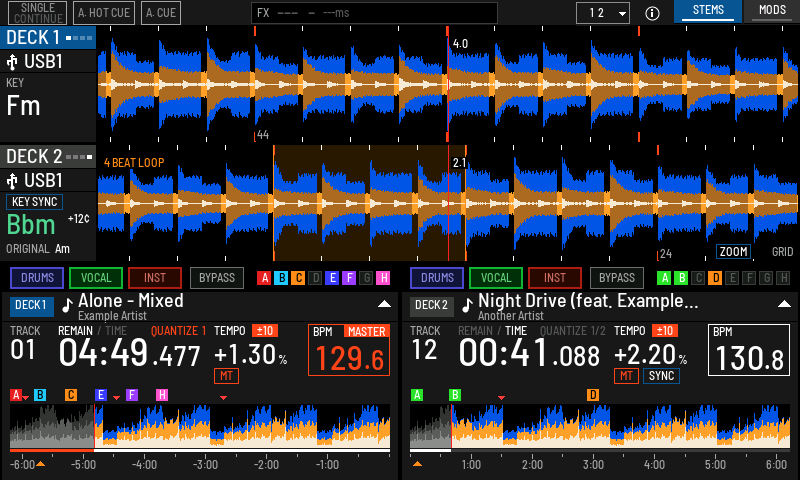 SINGLE CONTINUE
A. HOT CUE
A. CUE
FX --- - ---ms
1 2
STEMS
MODS
DECK 1
USB1
KEY
Fm
4.0
44
DECK 2
USB1
KEY SYNC
Bbm +12¢
ORIGINAL Am
4 BEAT LOOP
2.1
24
ZOOM
GRID
DRUMS VOCAL INST BYPASS A B C D E F G H
DRUMS VOCAL INST BYPASS A B C D E F G H
DECK 1
Alone - Mixed
Example Artist
TRACK 01
REMAIN / TIME QUANTIZE 1
04:49.477
TEMPO ±10
+1.30%
MT
BPM MASTER
129.6
A B C E F H
-6:00 -5:00 -4:00 -3:00 -2:00 -1:00
DECK 2
Night Drive (feat. Example...
Another Artist
TRACK 12
REMAIN / TIME QUANTIZE 1/2
00:41.088
TEMPO ±10
+2.20%
MT SYNC
BPM
130.8
A B D
1:00 2:00 3:00 4:00 5:00 6:00